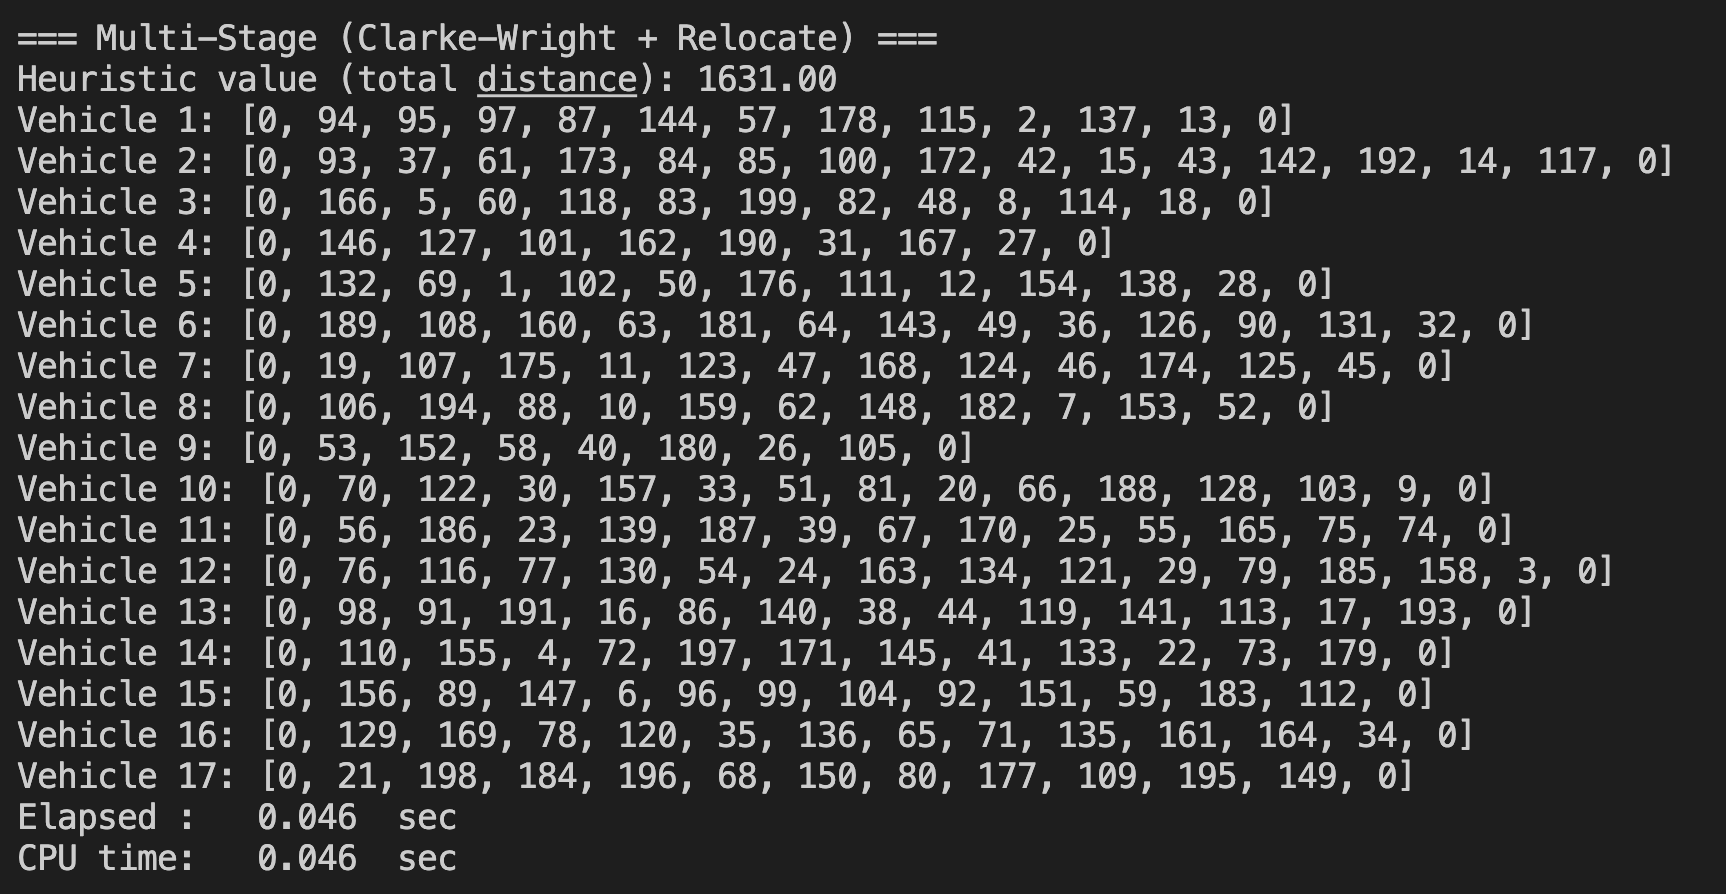 === Multi-Stage (Clarke-Wright + Relocate) ===
Heuristic value (total distance): 1631.00
Vehicle 1: [0, 94, 95, 97, 87, 144, 57, 178, 115, 2, 137, 13, 0]
Vehicle 2: [0, 93, 37, 61, 173, 84, 85, 100, 172, 42, 15, 43, 142, 192, 14, 117, 0]
Vehicle 3: [0, 166, 5, 60, 118, 83, 199, 82, 48, 8, 114, 18, 0]
Vehicle 4: [0, 146, 127, 101, 162, 190, 31, 167, 27, 0]
Vehicle 5: [0, 132, 69, 1, 102, 50, 176, 111, 12, 154, 138, 28, 0]
Vehicle 6: [0, 189, 108, 160, 63, 181, 64, 143, 49, 36, 126, 90, 131, 32, 0]
Vehicle 7: [0, 19, 107, 175, 11, 123, 47, 168, 124, 46, 174, 125, 45, 0]
Vehicle 8: [0, 106, 194, 88, 10, 159, 62, 148, 182, 7, 153, 52, 0]
Vehicle 9: [0, 53, 152, 58, 40, 180, 26, 105, 0]
Vehicle 10: [0, 70, 122, 30, 157, 33, 51, 81, 20, 66, 188, 128, 103, 9, 0]
Vehicle 11: [0, 56, 186, 23, 139, 187, 39, 67, 170, 25, 55, 165, 75, 74, 0]
Vehicle 12: [0, 76, 116, 77, 130, 54, 24, 163, 134, 121, 29, 79, 185, 158, 3, 0]
Vehicle 13: [0, 98, 91, 191, 16, 86, 140, 38, 44, 119, 141, 113, 17, 193, 0]
Vehicle 14: [0, 110, 155, 4, 72, 197, 171, 145, 41, 133, 22, 73, 179, 0]
Vehicle 15: [0, 156, 89, 147, 6, 96, 99, 104, 92, 151, 59, 183, 112, 0]
Vehicle 16: [0, 129, 169, 78, 120, 35, 136, 65, 71, 135, 161, 164, 34, 0]
Vehicle 17: [0, 21, 198, 184, 196, 68, 150, 80, 177, 109, 195, 149, 0]
Elapsed :   0.046  sec
CPU time:   0.046  sec